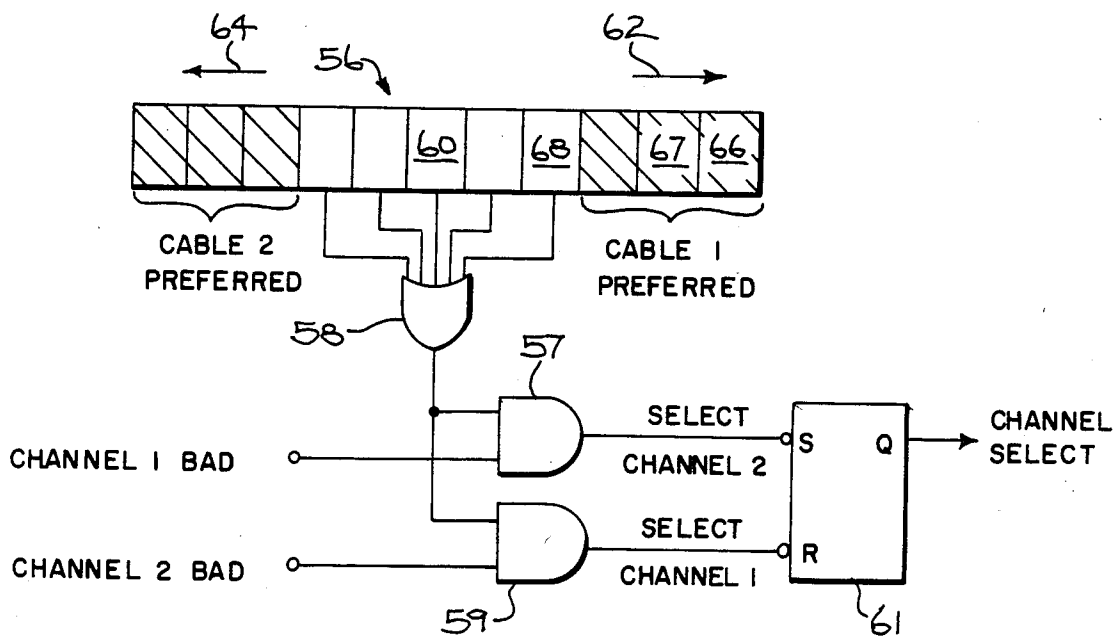 64
56
62
60
68
67
66
CABLE 2
PREFERRED
CABLE 1
PREFERRED
58
57
SELECT
CHANNEL 2
CHANNEL 1 BAD
S
Q
CHANNEL
SELECT
SELECT
CHANNEL 1
R
CHANNEL 2 BAD
59
61